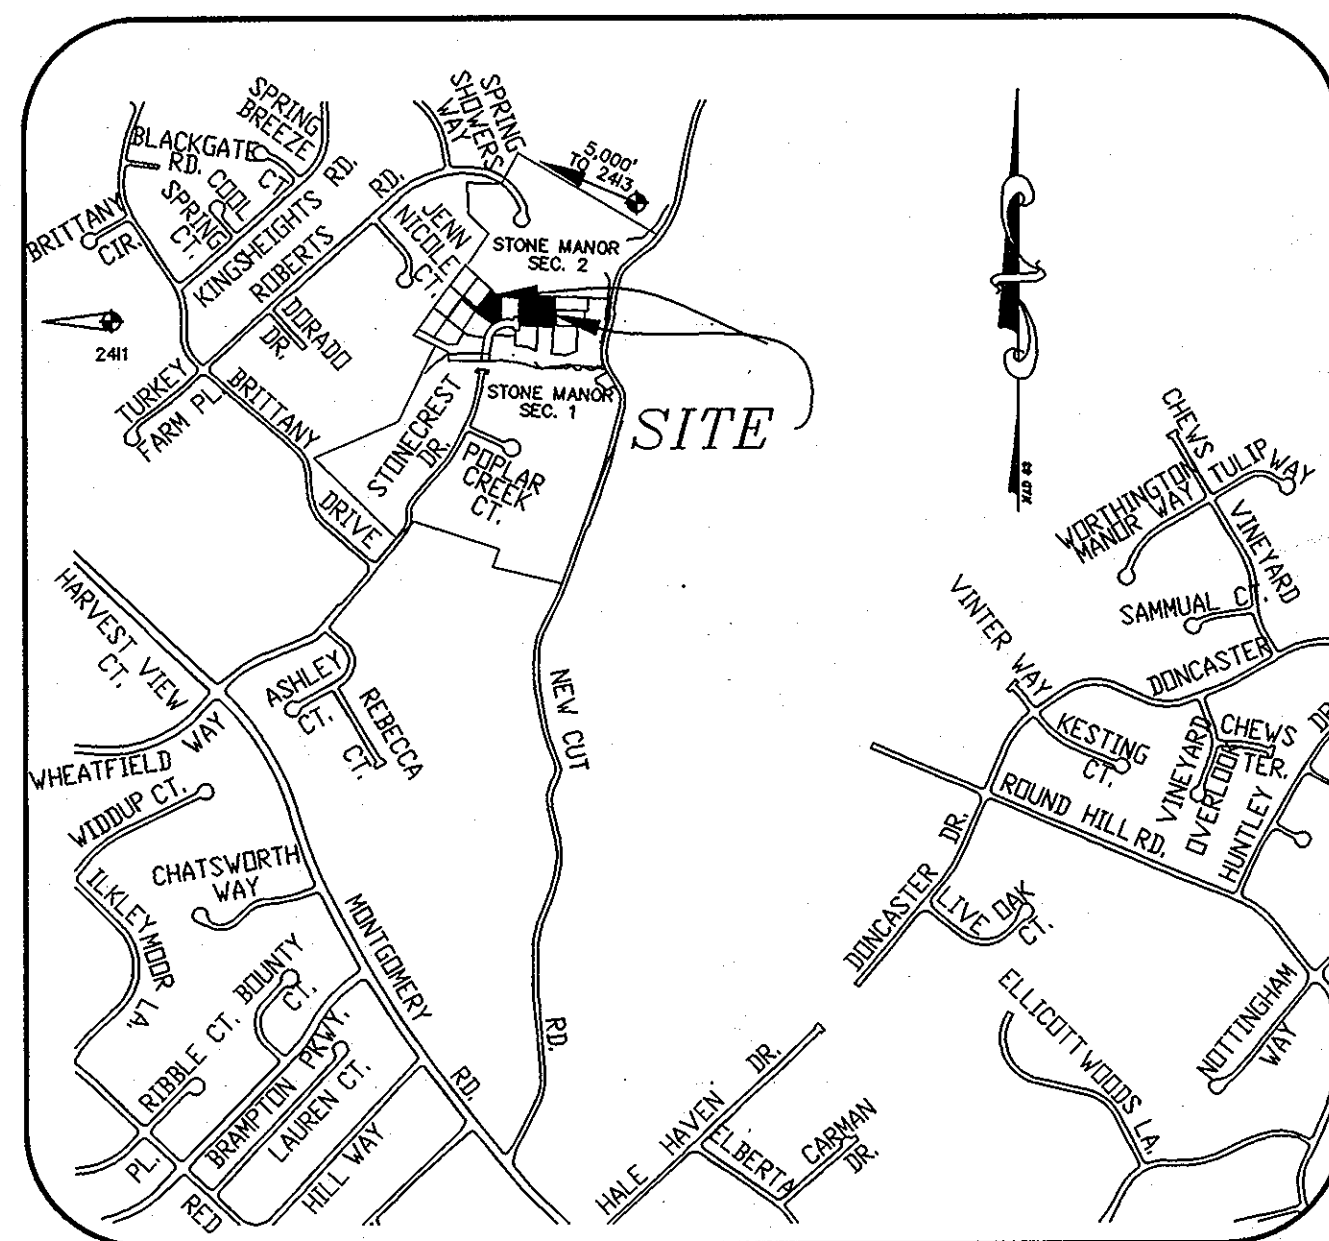 SPRING
BREEZE
CT
SPRING
SHOWERS
WAY
BLACKGATE
RD.
COOL
SPRING
CT.
KINGSHEIGHTS RD.
ROBERTS RD.
JENN
NICOLE
CT.
5,000'
TO 2413
STONE MANOR
SEC. 2
BRITTANY
CIR.
2411
DORADO
DR.
TURKEY
FARM PL.
BRITTANY DRIVE
STONECREST
DR.
STONE MANOR
SEC. 1
SITE
POPLAR
CREEK
CT.
CHEWS VINEYARD
TULIP WAY
WORTHINGTON
MANOR WAY
SAMMUAL CT.
HARVEST VIEW
CT.
ASHLEY
CT.
REBECCA
CT.
WHEATFIELD WAY
NEW CUT RD.
VINTER WAY
DONCASTER
KESTING
CT.
VINEYARD
OVERLOOK
CHEWS
TER.
HUNTLEY DR
ROUND HILL RD.
DONCASTER DR.
LIVE OAK
CT.
WIDDUP CT.
CHATSWORTH
WAY
ILKLEYMOOR LA.
MONTGOMERY RD.
BOUNTY
CT.
RIBBLE CT.
BRAMPTON PKWY.
LAUREN CT.
HILL WAY
PL.
RED
HALE HAVEN DR.
ELBERTA
CARMAN
DR.
ELLICOTT WOODS LA.
NOTTINGHAM
WAY